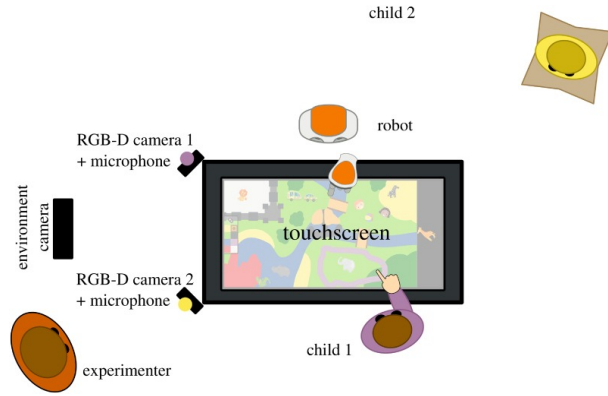 child 2
robot
RGB-D camera 1
+ microphone
environment
camera
touchscreen
RGB-D camera 2
+ microphone
child 1
experimenter